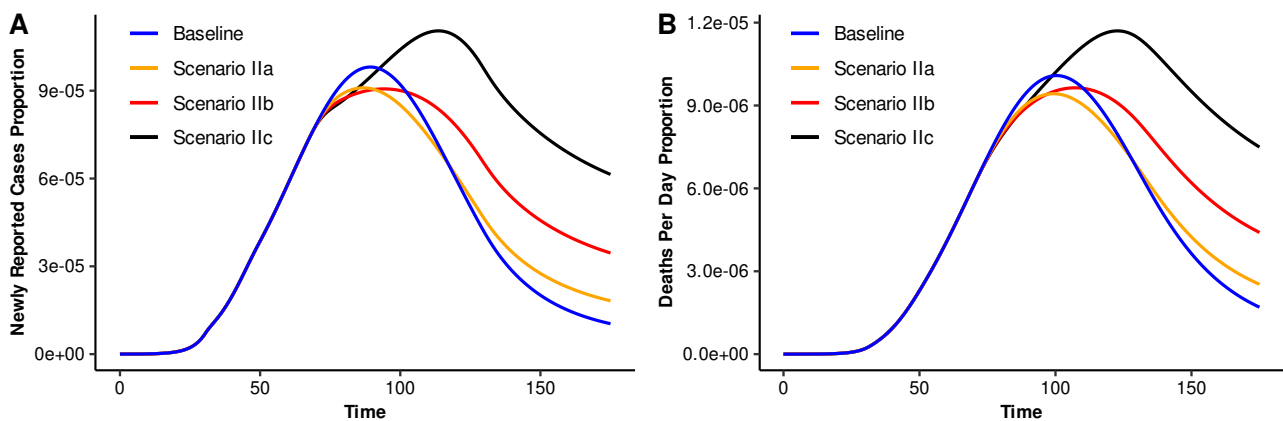 A
Newly Reported Cases Proportion
9e-05
6e-05
3e-05
0e+00
Baseline
Scenario IIa
Scenario IIb
Scenario IIc
0
50
100
150
Time
B
Deaths Per Day Proportion
1.2e-05
9.0e-06
6.0e-06
3.0e-06
0.0e+00
Baseline
Scenario IIa
Scenario IIb
Scenario IIc
0
50
100
150
Time